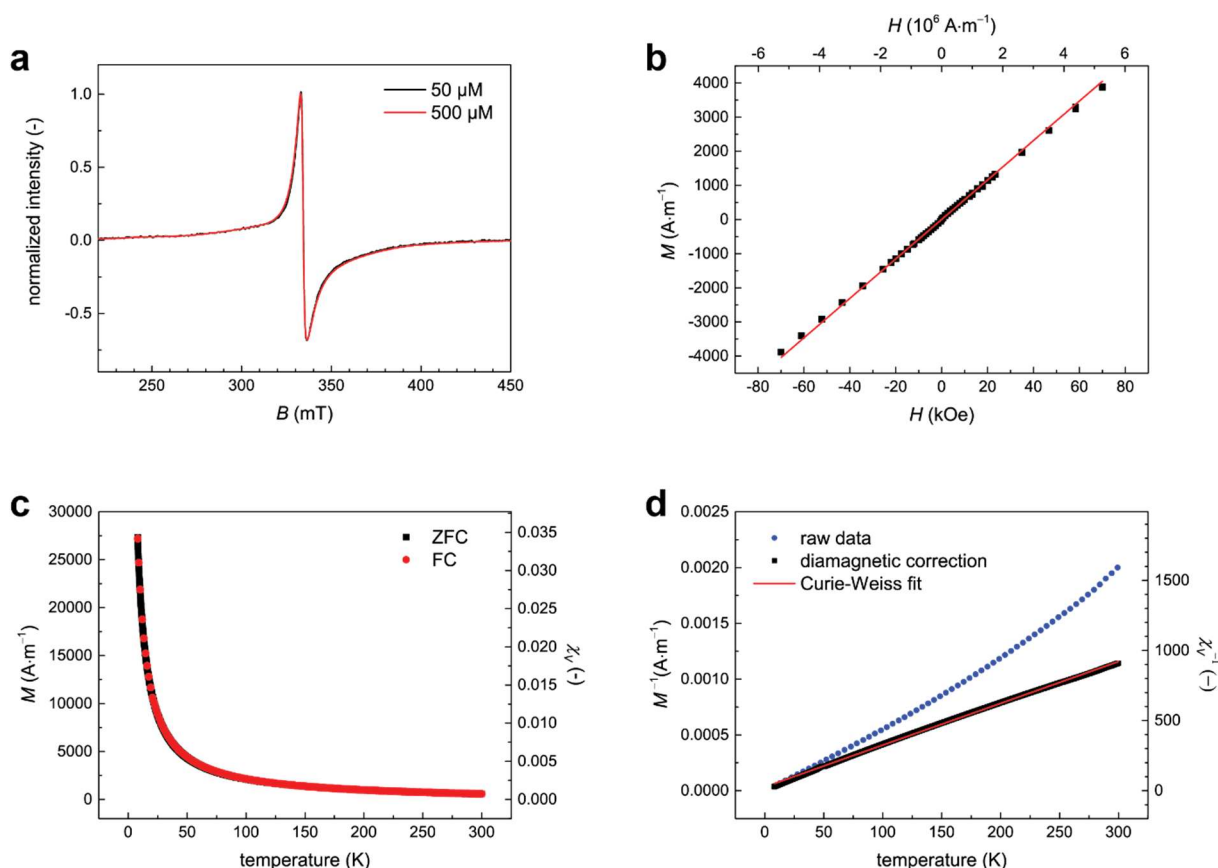 a
normalized intensity (-)
1.0
0.5
0.0
-0.5
50 µM
500 µM
250 300 350 400 450
B (mT)
b
H (10⁶ A·m⁻¹)
-6 -4 -2 0 2 4 6
M (A·m⁻¹)
4000
3000
2000
1000
0
-1000
-2000
-3000
-4000
-80 -60 -40 -20 0 20 40 60 80
H (kOe)
c
M (A·m⁻¹)
30000
25000
20000
15000
10000
5000
0
ZFC
FC
0.035
0.030
0.025
0.020
0.015
0.010
0.005
0.000
χV (-)
0 50 100 150 200 250 300
temperature (K)
d
M⁻¹(A·m⁻¹)
0.0025
0.0020
0.0015
0.0010
0.0005
0.0000
raw data
diamagnetic correction
Curie-Weiss fit
1500
1000
500
0
χV⁻¹ (–)
0 50 100 150 200 250 300
temperature (K)